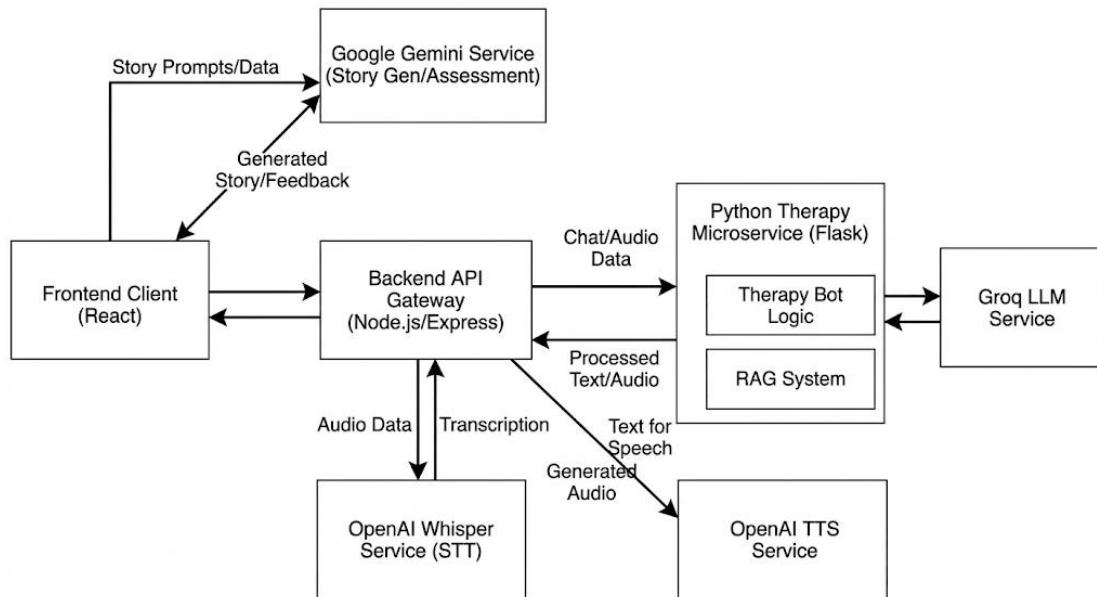 Google Gemini Service
(Story Gen/Assessment)
Story Prompts/Data
Generated
Story/Feedback
Frontend Client
(React)
Backend API
Gateway
(Node.js/Express)
Chat/Audio
Data
Processed
Text/Audio
Python Therapy
Microservice (Flask)
Therapy Bot
Logic
RAG System
Groq LLM
Service
Audio Data
Transcription
Text for
Speech
Generated
Audio
OpenAI Whisper
Service (STT)
OpenAI TTS
Service